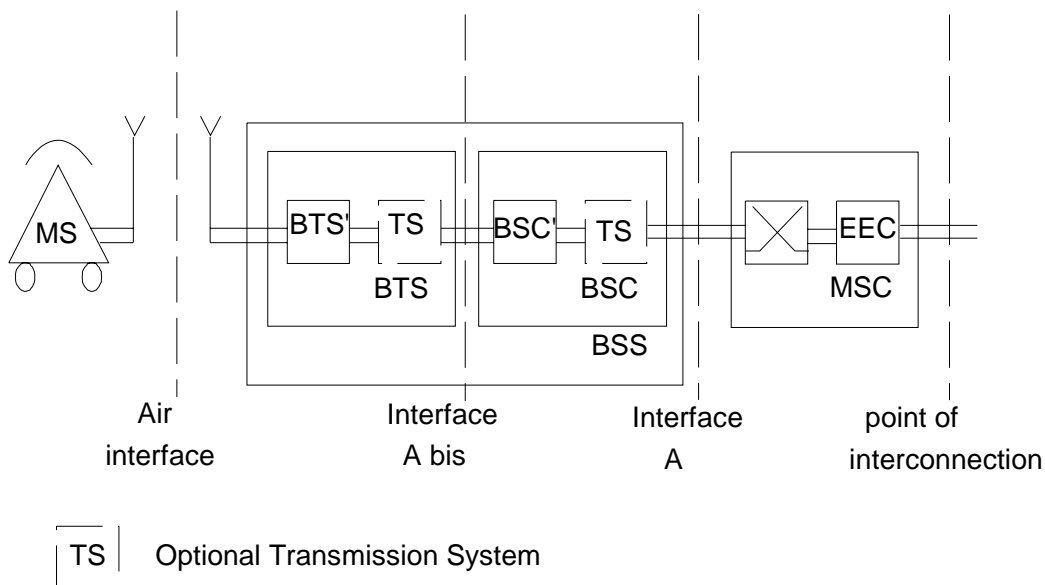 MS
BTS'
TS
BTS
BSC'
TS
BSC
BSS
EEC
MSC
Air
interface
Interface
A bis
Interface
A
point of
interconnection
TS Optional Transmission System